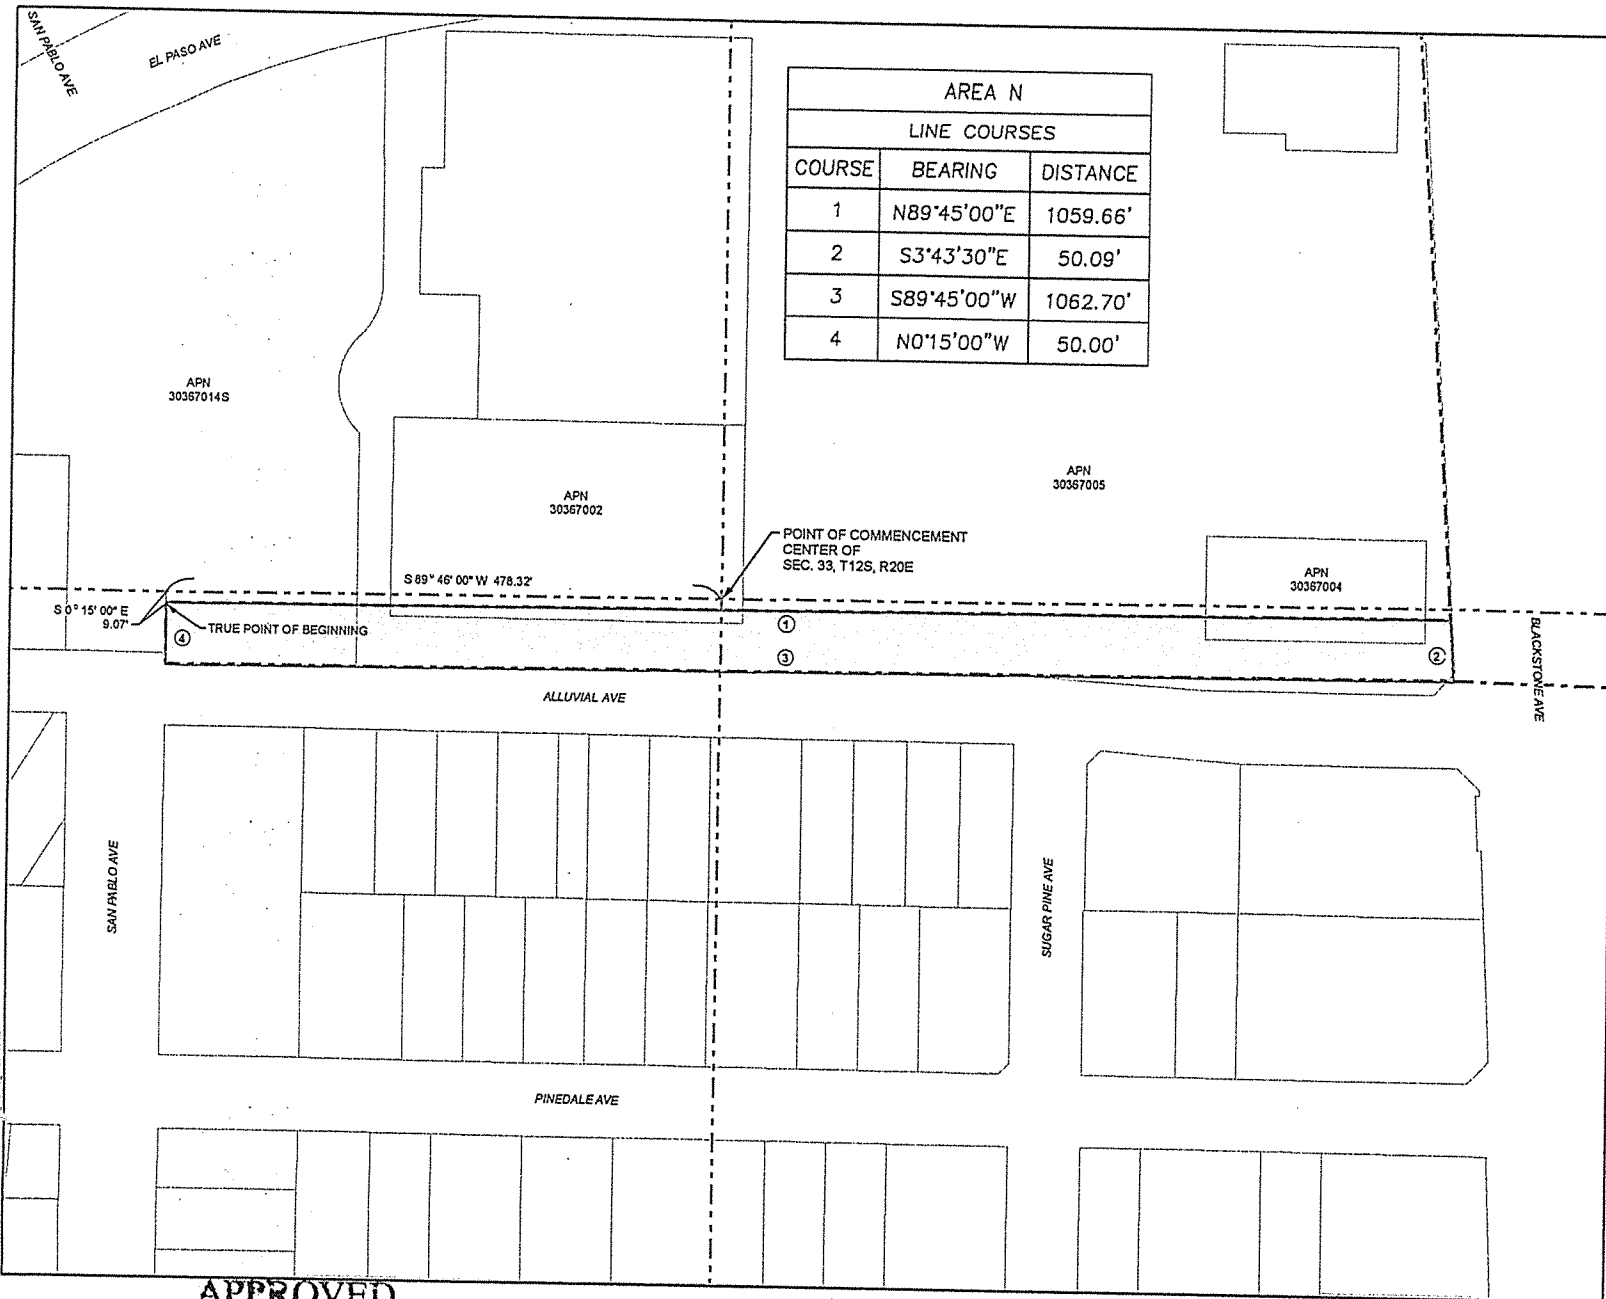 SAN PABLO AVE
EL PASO AVE
AREA N
LINE COURSES
COURSE BEARING DISTANCE
1 N89°45'00"E 1059.66'
2 S3°43'30"E 50.09'
3 S89°45'00"W 1062.70'
4 N0°15'00"W 50.00'
APN
30367014S
APN
30367002
APN
30367005
POINT OF COMMENCEMENT
CENTER OF
SEC. 33, T12S, R20E
APN
30367004
S 89° 46' 00" W 478.32'
S 0° 15' 00" E
9.07'
TRUE POINT OF BEGINNING
①
②
③
④
BLACKSTONE AVE
ALLUVIAL AVE
SAN PABLO AVE
SUGAR PINE AVE
PINEDALE AVE
APPROVED